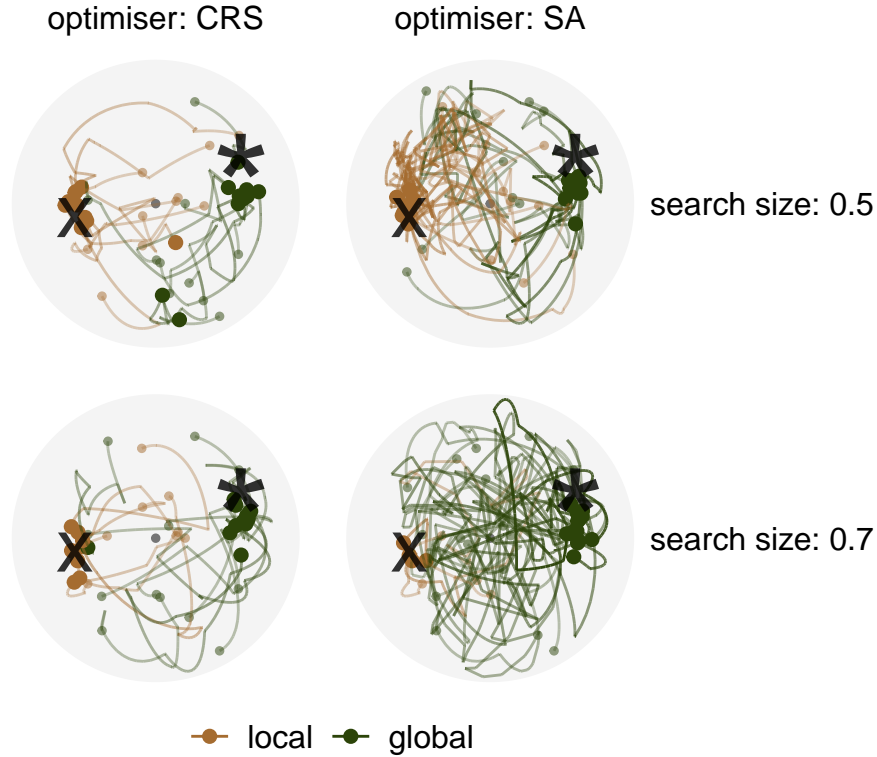 optimiser: CRS
optimiser: SA
*
*
X
X
search size: 0.5
*
*
X
X
search size: 0.7
local
global